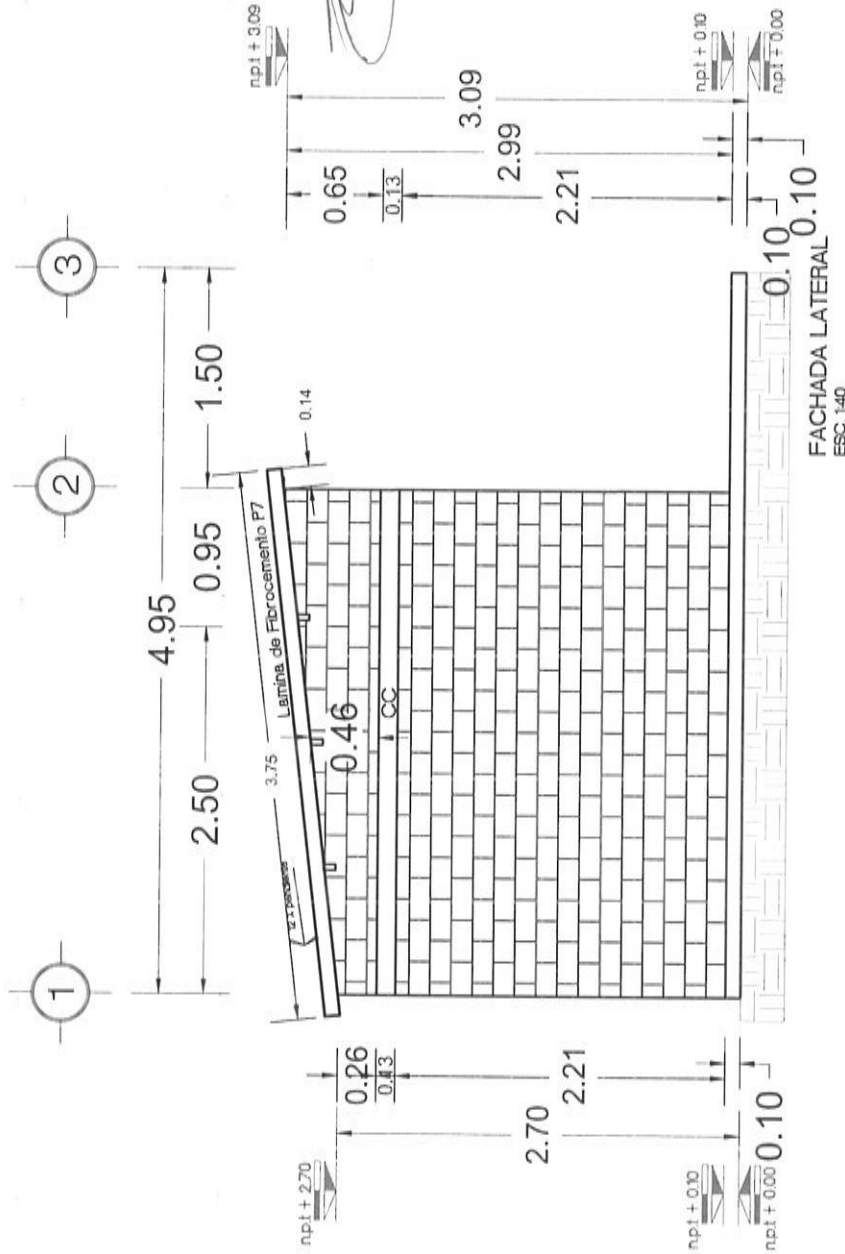 1
2
3
4.95
2.50
0.95
1.50
3.75
Lamina de Fibrocemento P7
0.14
0.46
CC
n.p.t + 2.70
0.26
0.13
2.21
2.70
n.p.t + 0.10
n.p.t + 0.00
0.10
n.p.t + 3.09
0.65
0.13
2.99
3.09
2.21
n.p.t + 0.10
n.p.t + 0.00
0.10
0.10
FACHADA LATERAL
ESC. 1:40